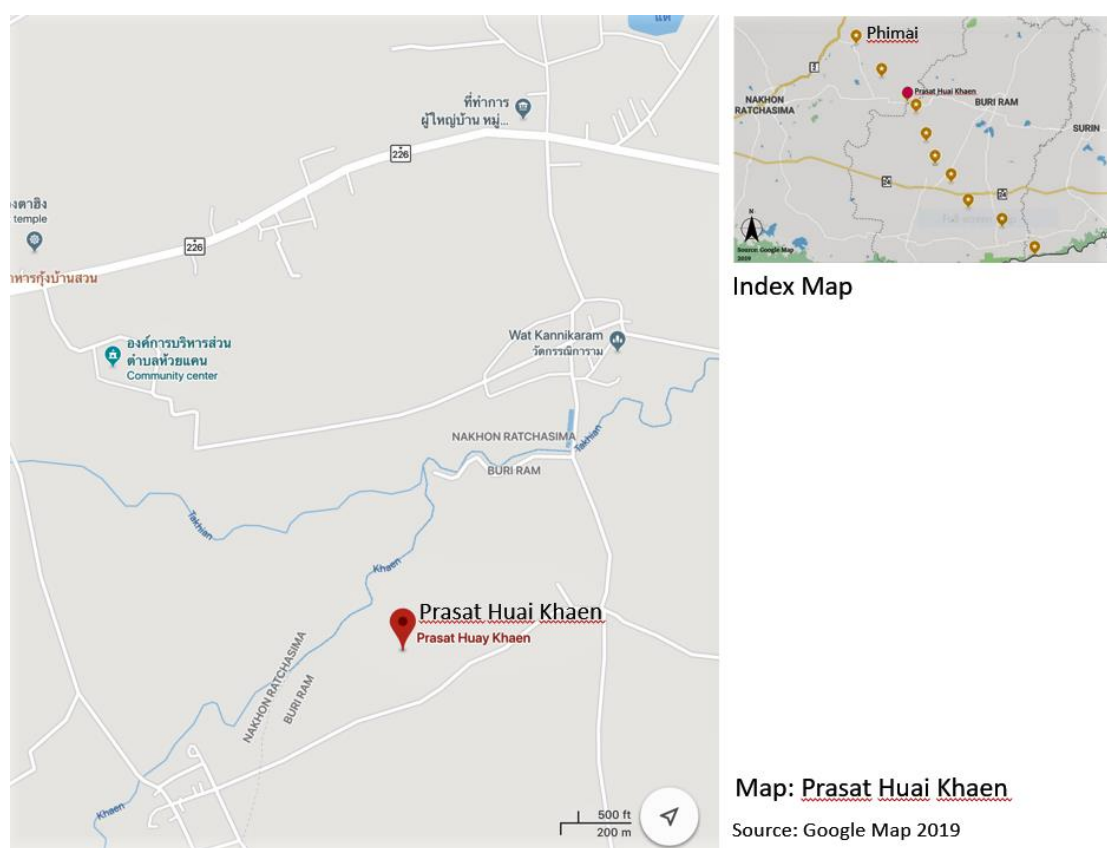 แต้
ที่ทำการ
ผู้ใหญ่บ้าน หมู่...
226
226
temple
องค์การบริหารส่วน
ตำบลห้วยแคน
Community center
Wat Kannikaram
วัดกรรณิการาม
NAKHON RATCHASIMA
BURI RAM
Takhian
Takhian
Khaen
Prasat Huai Khaen
Prasat Huay Khaen
NAKHON RATCHASIMA
BURI RAM
Khaen
500 ft
200 m
Phimai
2
NAKHON
RATCHASIMA
Prasat Huai Khaen
BURI RAM
SURIN
24
24
N
Source: Google Map
2019
Index Map
Map: Prasat Huai Khaen
Source: Google Map 2019